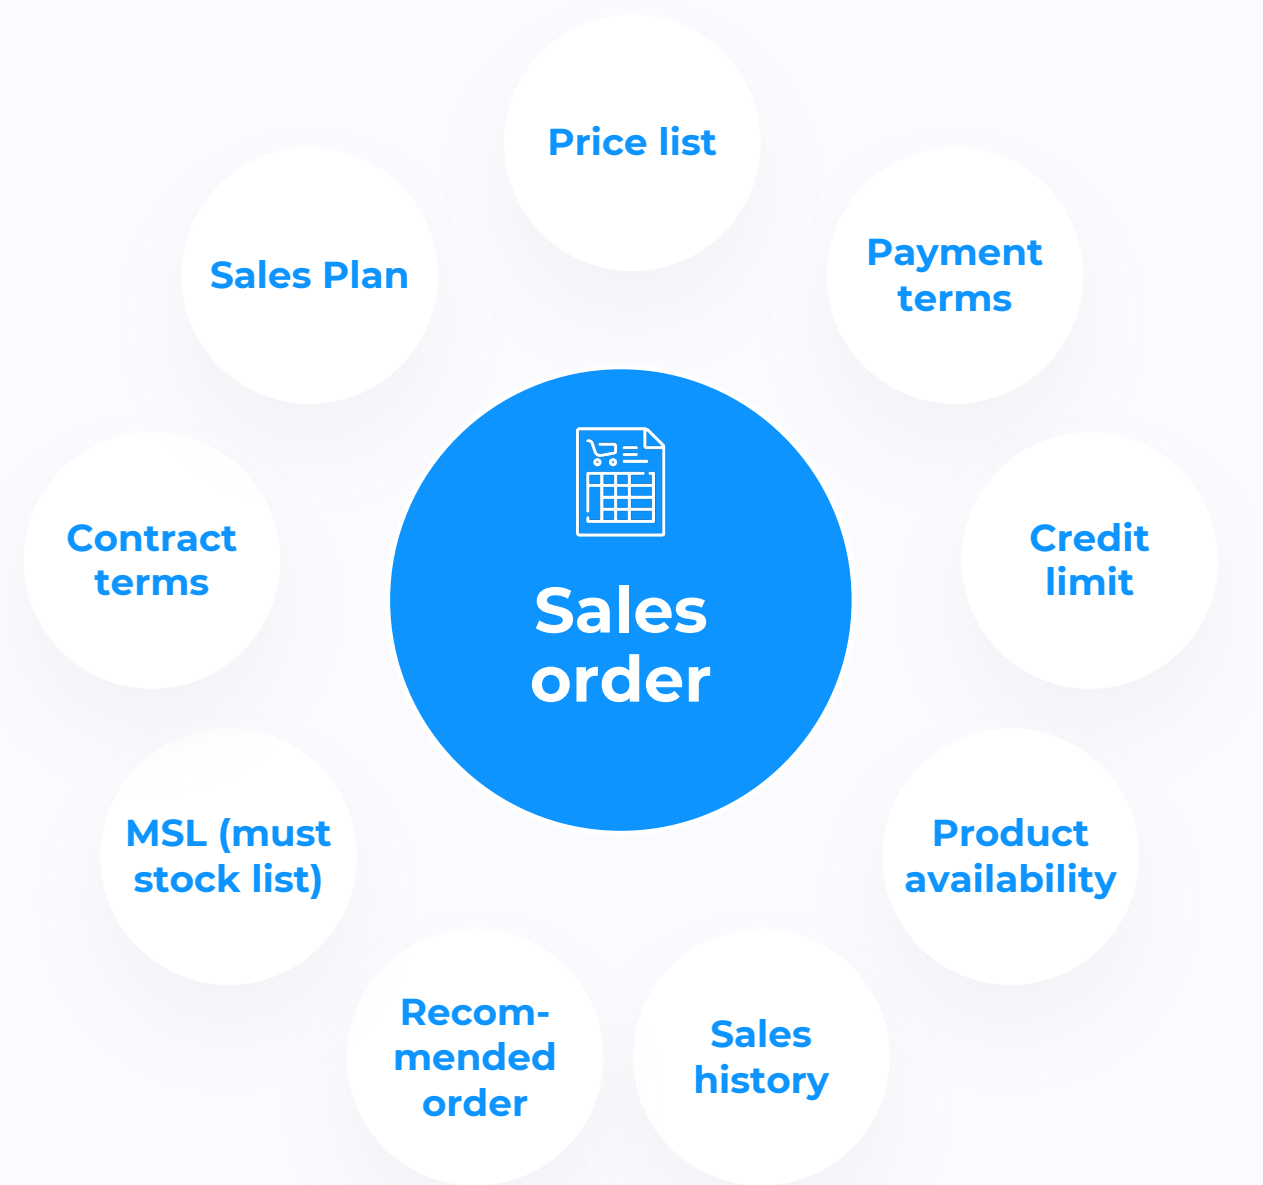 Price list
Sales Plan
Payment
terms
Contract
terms
Sales
order
Credit
limit
MSL (must
stock list)
Product
availability
Recom-
mended
order
Sales
history